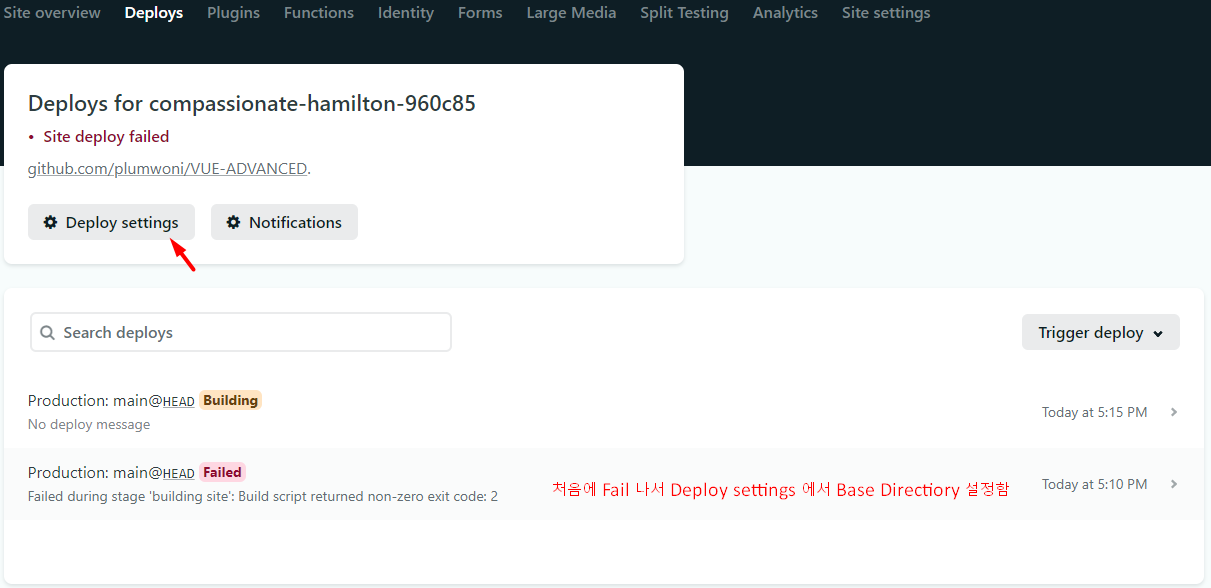 Site overview Deploys Plugins Functions Identity Forms Large Media Split Testing Analytics Site settings
Deploys for compassionate-hamilton-960c85
• Site deploy failed
github.com/plumwoni/VUE-ADVANCED.
Deploy settings Notifications
Search deploys Trigger deploy
Production: main@HEAD Building
No deploy message Today at 5:15 PM
Production: main@HEAD Failed
Failed during stage 'building site': Build script returned non-zero exit code: 2
처음에 Fail 나서 Deploy settings 에서 Base Directiory 설정함
Today at 5:10 PM